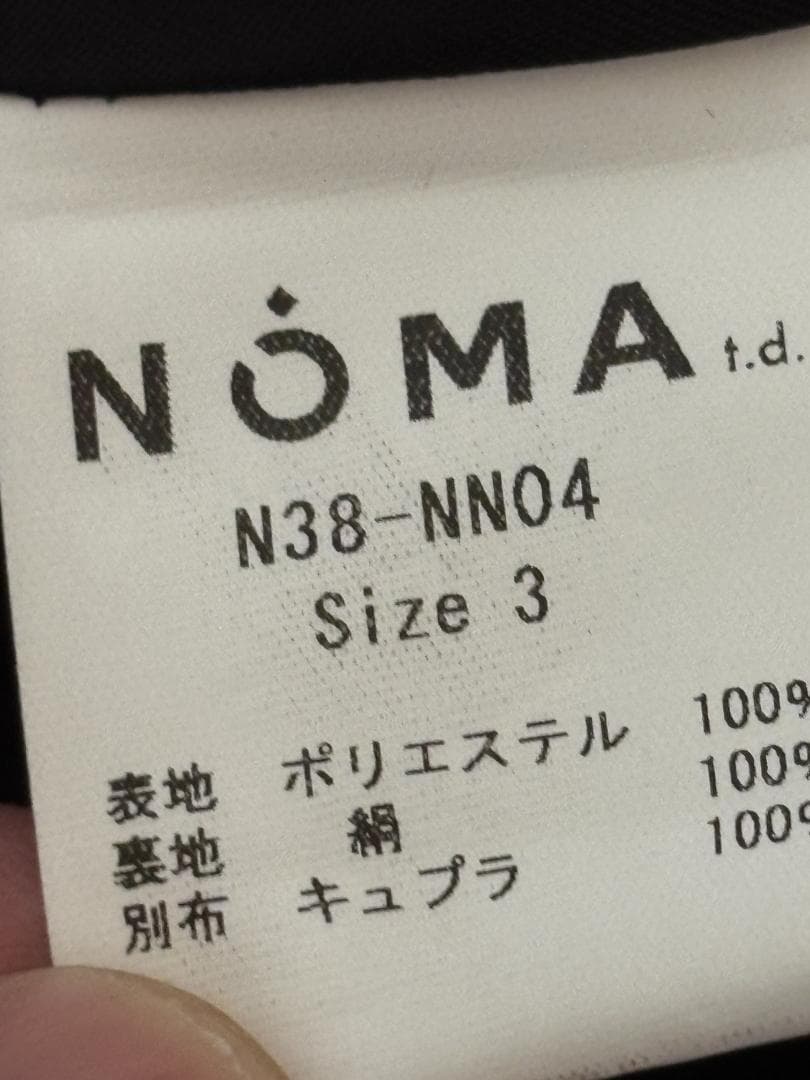 NOMA t.d.
N38-NN04
Size 3
表地 ポリエステル 100%
裏地 絹 100%
別布 キュプラ 100%